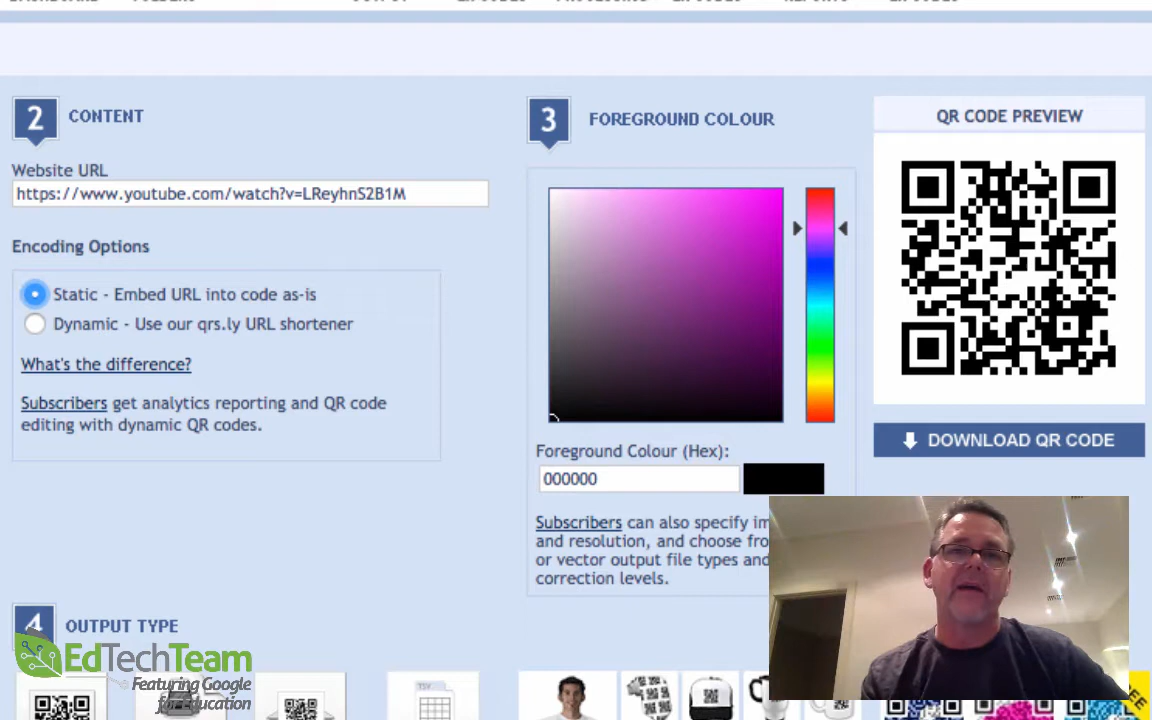 2 CONTENT
Website URL
https://www.youtube.com/watch?v=LReyhnS2B1M
Encoding Options
Static - Embed URL into code as-is
Dynamic - Use our qrs.ly URL shortener
What's the difference?
Subscribers get analytics reporting and QR code
editing with dynamic QR codes.
3 FOREGROUND COLOUR
Foreground Colour (Hex):
000000
Subscribers can also specify im
and resolution, and choose fro
or vector output file types and
correction levels.
QR CODE PREVIEW
DOWNLOAD QR CODE
4 OUTPUT TYPE
EdTechTeam
Featuring Google
for education
TSV